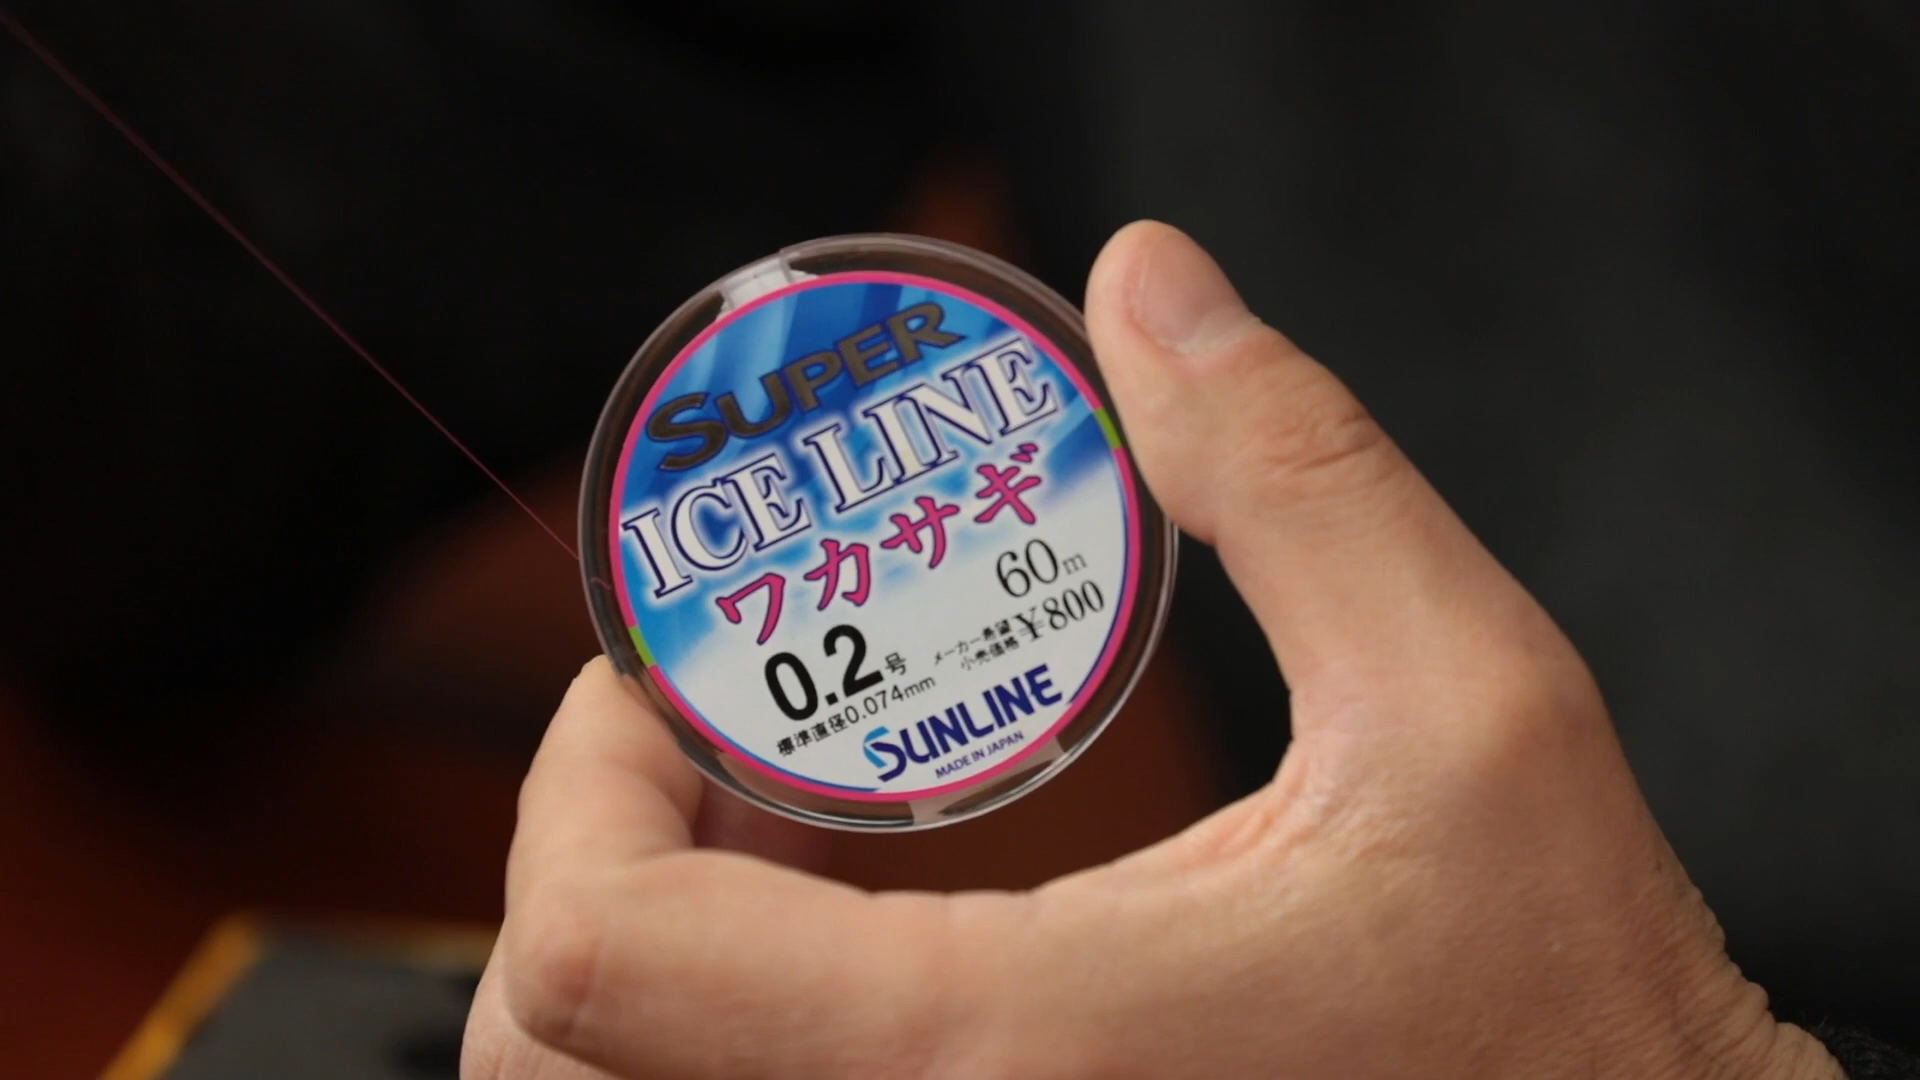 SUPER
ICE LINE
ワカサギ
60m
0.2号
メーカー希望
小売価格 ¥800
標準直径0.074mm
SUNLINE
MADE IN JAPAN